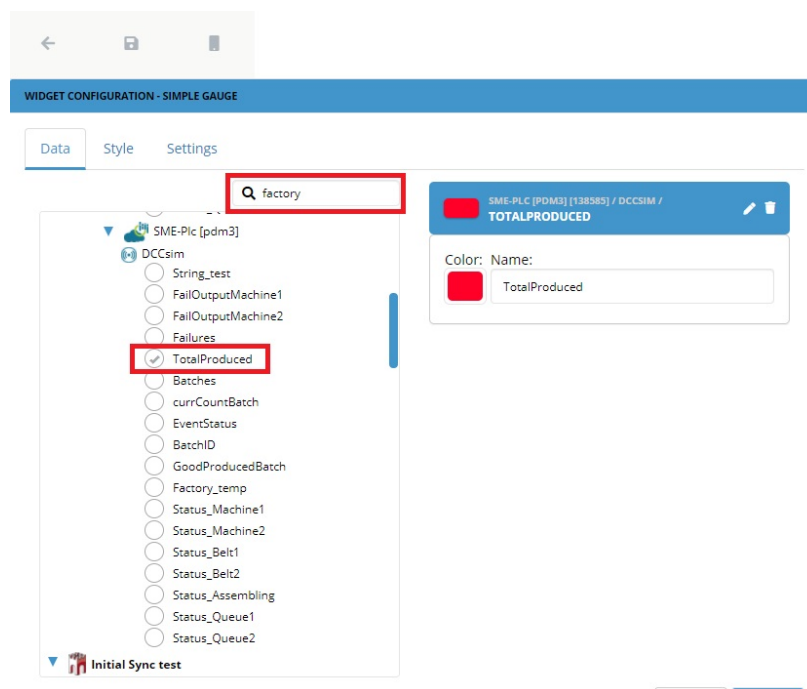 WIDGET CONFIGURATION - SIMPLE GAUGE
Data Style Settings
factory
SME-Plc [pdm3]
DCCsim
String_test
FailOutputMachine1
FailOutputMachine2
Failures
TotalProduced
Batches
currCountBatch
EventStatus
BatchID
GoodProducedBatch
Factory_temp
Status_Machine1
Status_Machine2
Status_Belt1
Status_Belt2
Status_Assembling
Status_Queue1
Status_Queue2
Initial Sync test
SME-PLC [PDM3] [138585] / DCCSIM /
TOTALPRODUCED
Color: Name:
TotalProduced